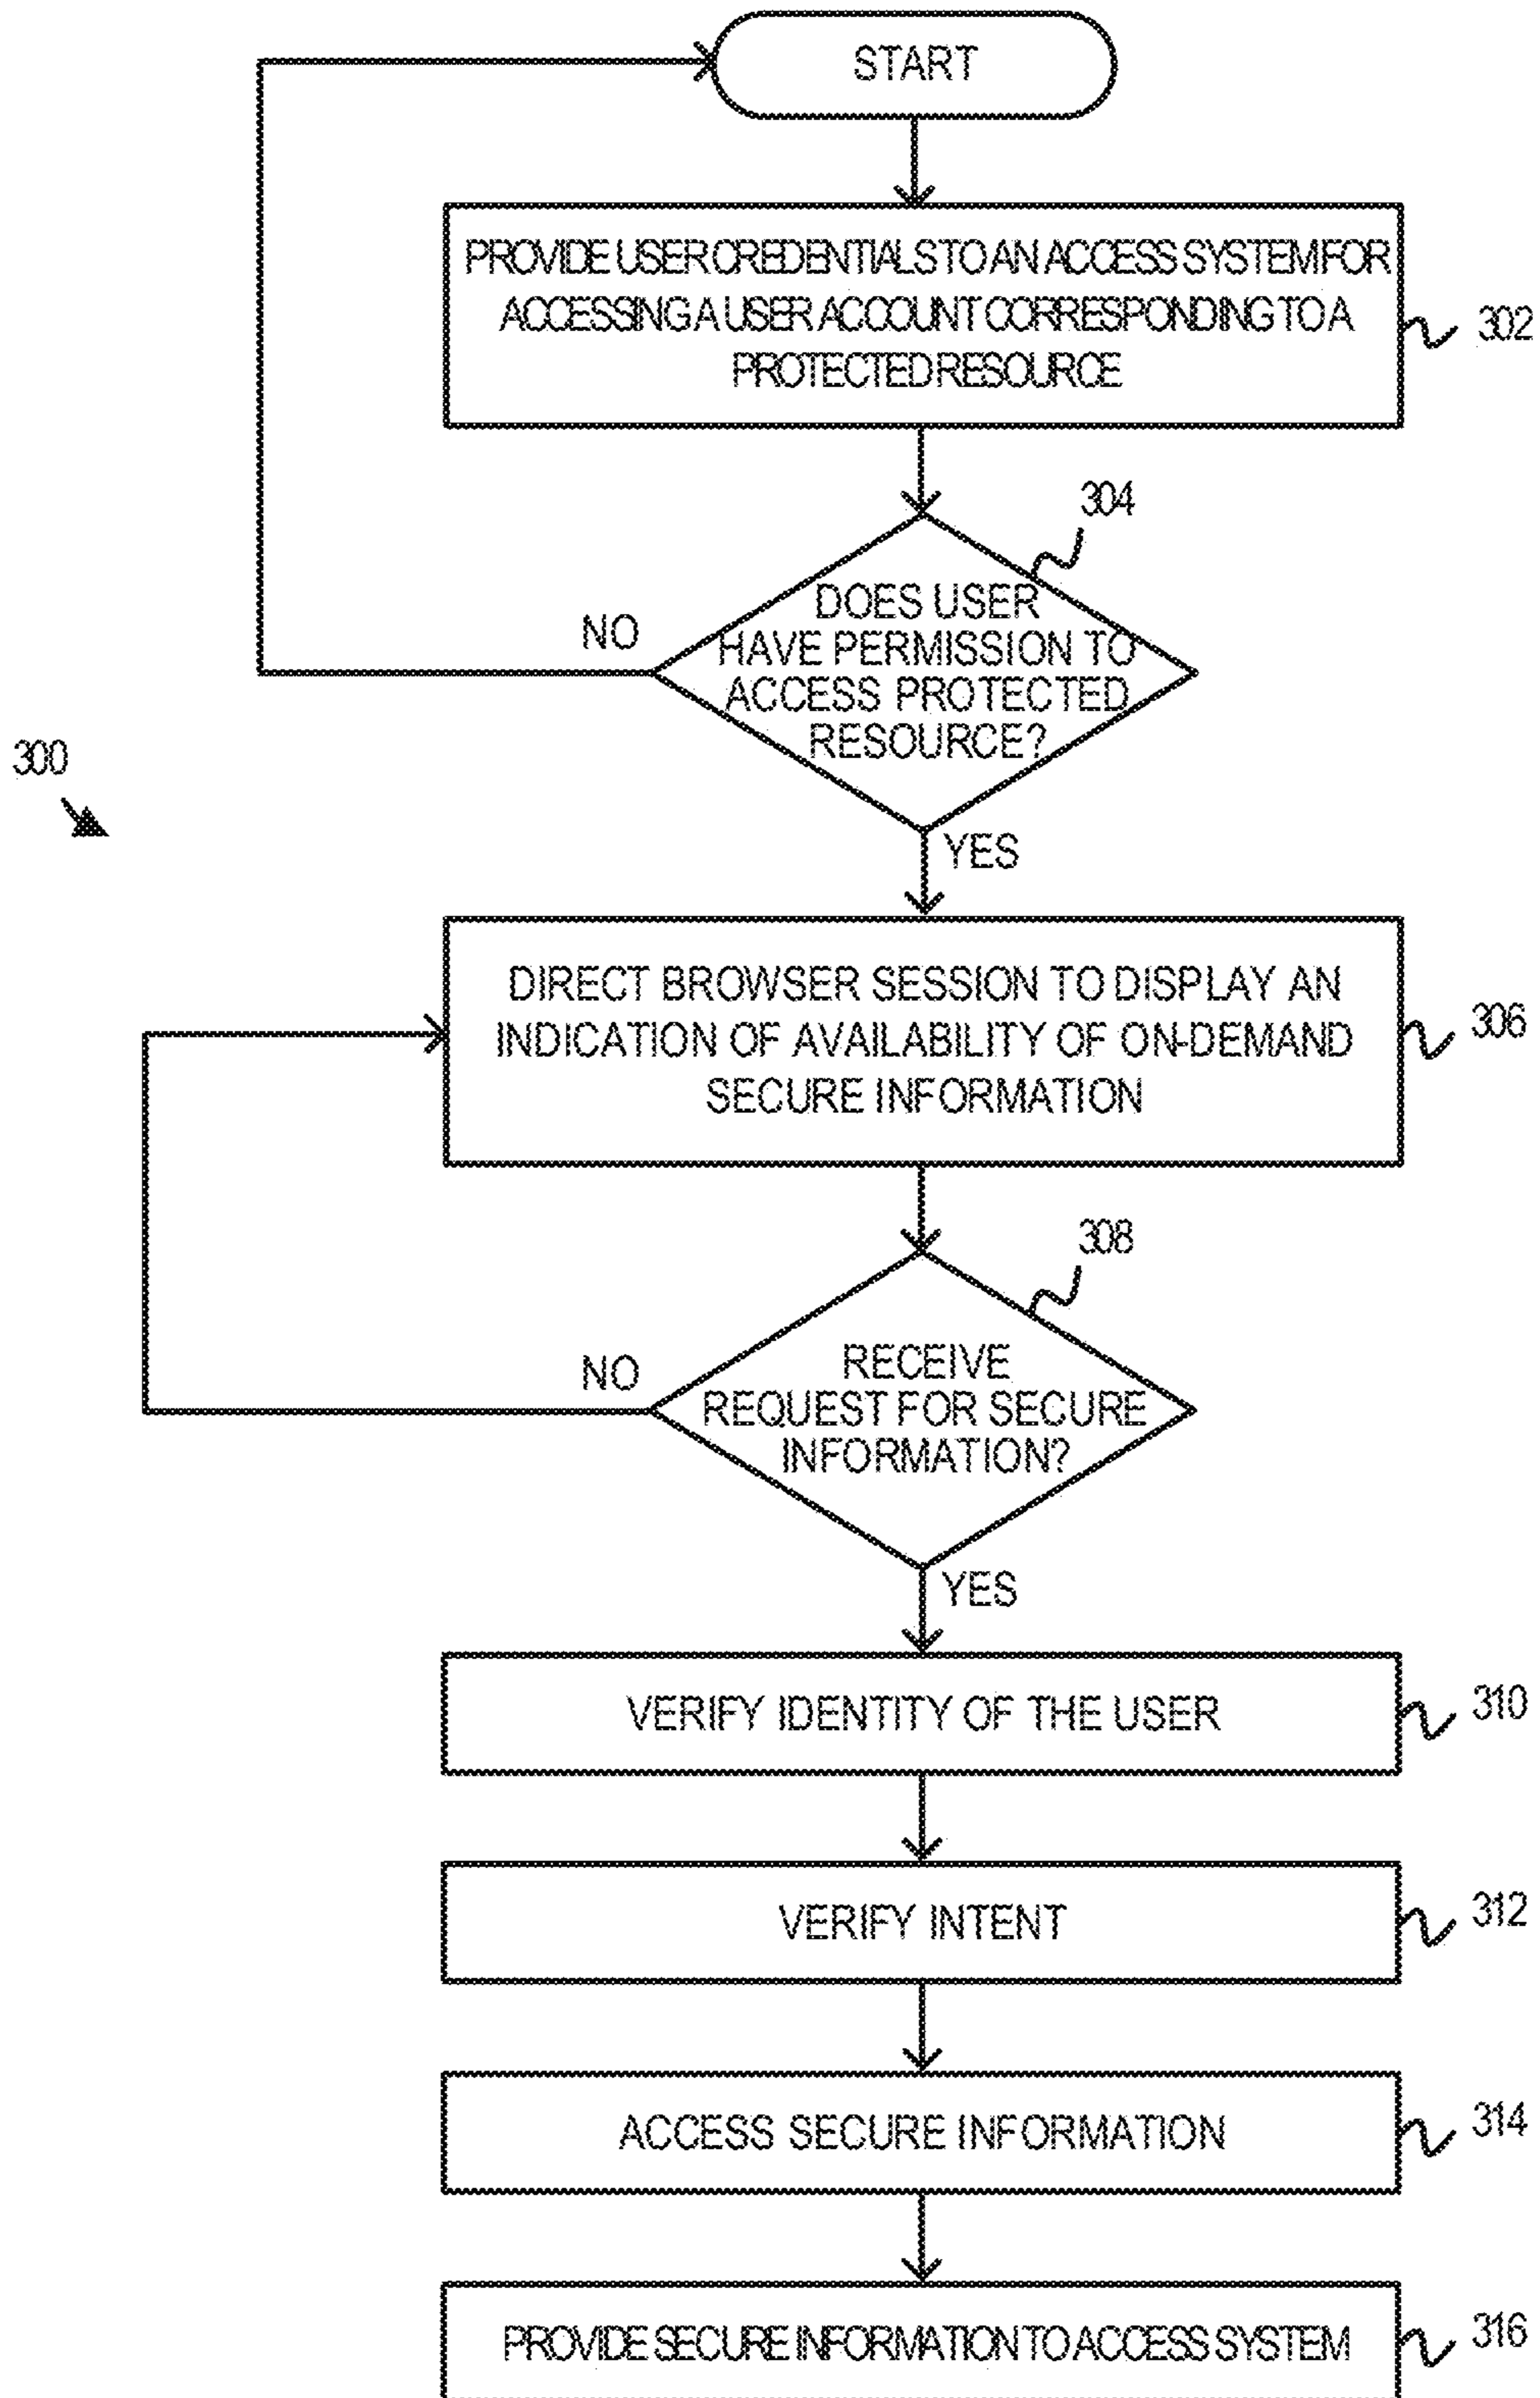 START
PROVIDE USER CREDENTIALS TO AN ACCESS SYSTEM FOR
ACCESSING A USER ACCOUNT CORRESPONDING TO A
PROTECTED RESOURCE
302
304
DOES USER
HAVE PERMISSION TO
ACCESS PROTECTED
RESOURCE?
NO
300
YES
DIRECT BROWSER SESSION TO DISPLAY AN
INDICATION OF AVAILABILITY OF ON-DEMAND
SECURE INFORMATION
306
308
RECEIVE
REQUEST FOR SECURE
INFORMATION?
NO
YES
VERIFY IDENTITY OF THE USER
310
VERIFY INTENT
312
ACCESS SECURE INFORMATION
314
PROVIDE SECURE INFORMATION TO ACCESS SYSTEM
316